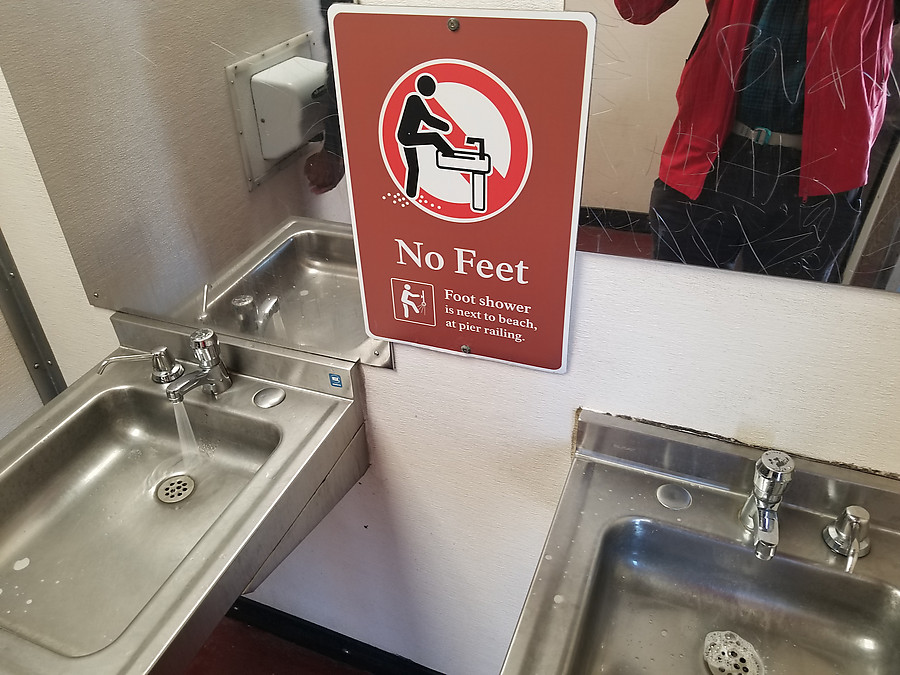 No Feet
Foot shower
is next to beach,
at pier railing.